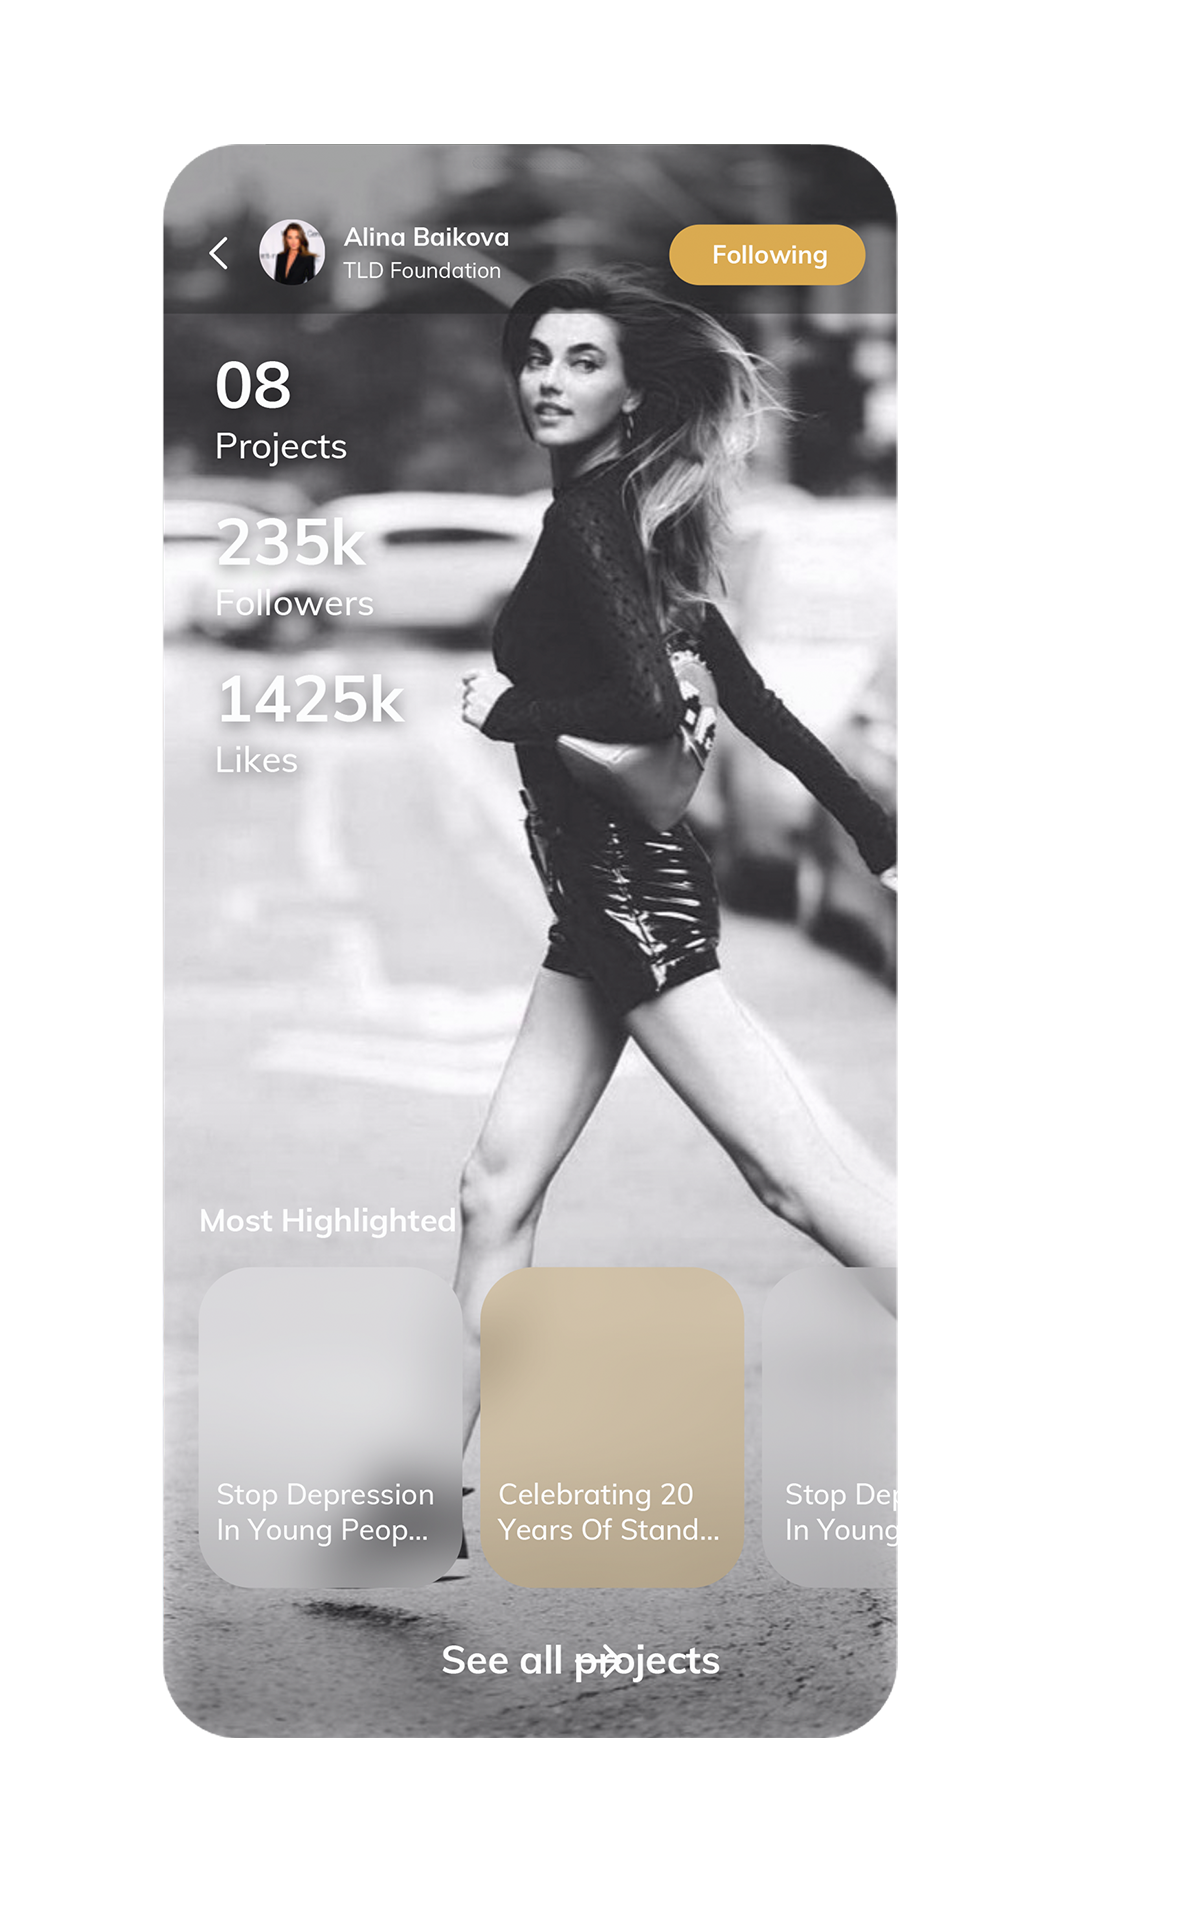 Alina Baikova
TLD Foundation
Following
08
Projects
235k
Followers
1425k
Likes
Most Highlighted
Stop Depression
In Young Peop...
Celebrating 20
Years Of Stand...
Stop Dep
In Young
See all projects